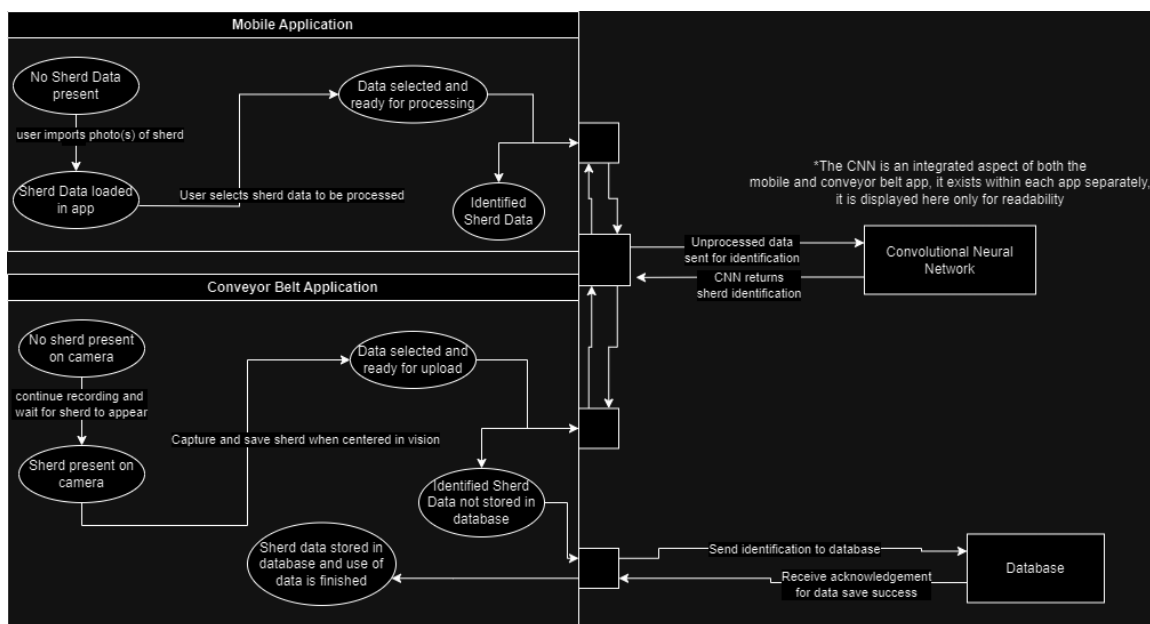 Mobile Application
No Sherd Data
present
user imports photo(s) of sherd
Sherd Data loaded
in app
User selects sherd data to be processed
Data selected and
ready for processing
Identified
Sherd Data
*The CNN is an integrated aspect of both the
mobile and conveyor belt app, it exists within each app separately,
it is displayed here only for readability
Unprocessed data
sent for identification
CNN returns
sherd identification
Convolutional Neural
Network
Conveyor Belt Application
No sherd present
on camera
continue recording and
wait for sherd to appear
Sherd present on
camera
Capture and save sherd when centered in vision
Data selected and
ready for upload
Identified Sherd
Data not stored in
database
Sherd data stored in
database and use of
data is finished
Send identification to database
Receive acknowledgement
for data save success
Database